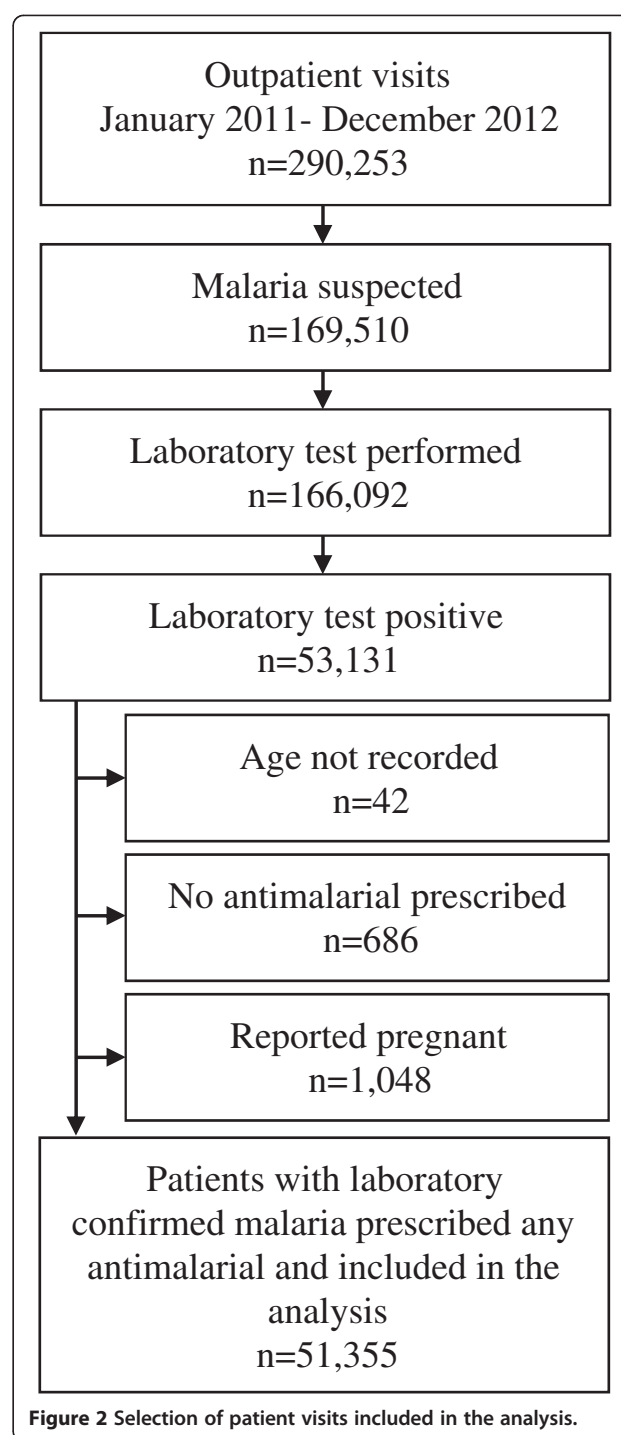 Outpatient visits
January 2011- December 2012
n=290,253
Malaria suspected
n=169,510
Laboratory test performed
n=166,092
Laboratory test positive
n=53,131
Age not recorded
n=42
No antimalarial prescribed
n=686
Reported pregnant
n=1,048
Patients with laboratory
confirmed malaria prescribed any
antimalarial and included in the
analysis
n=51,355
Figure 2 Selection of patient visits included in the analysis.